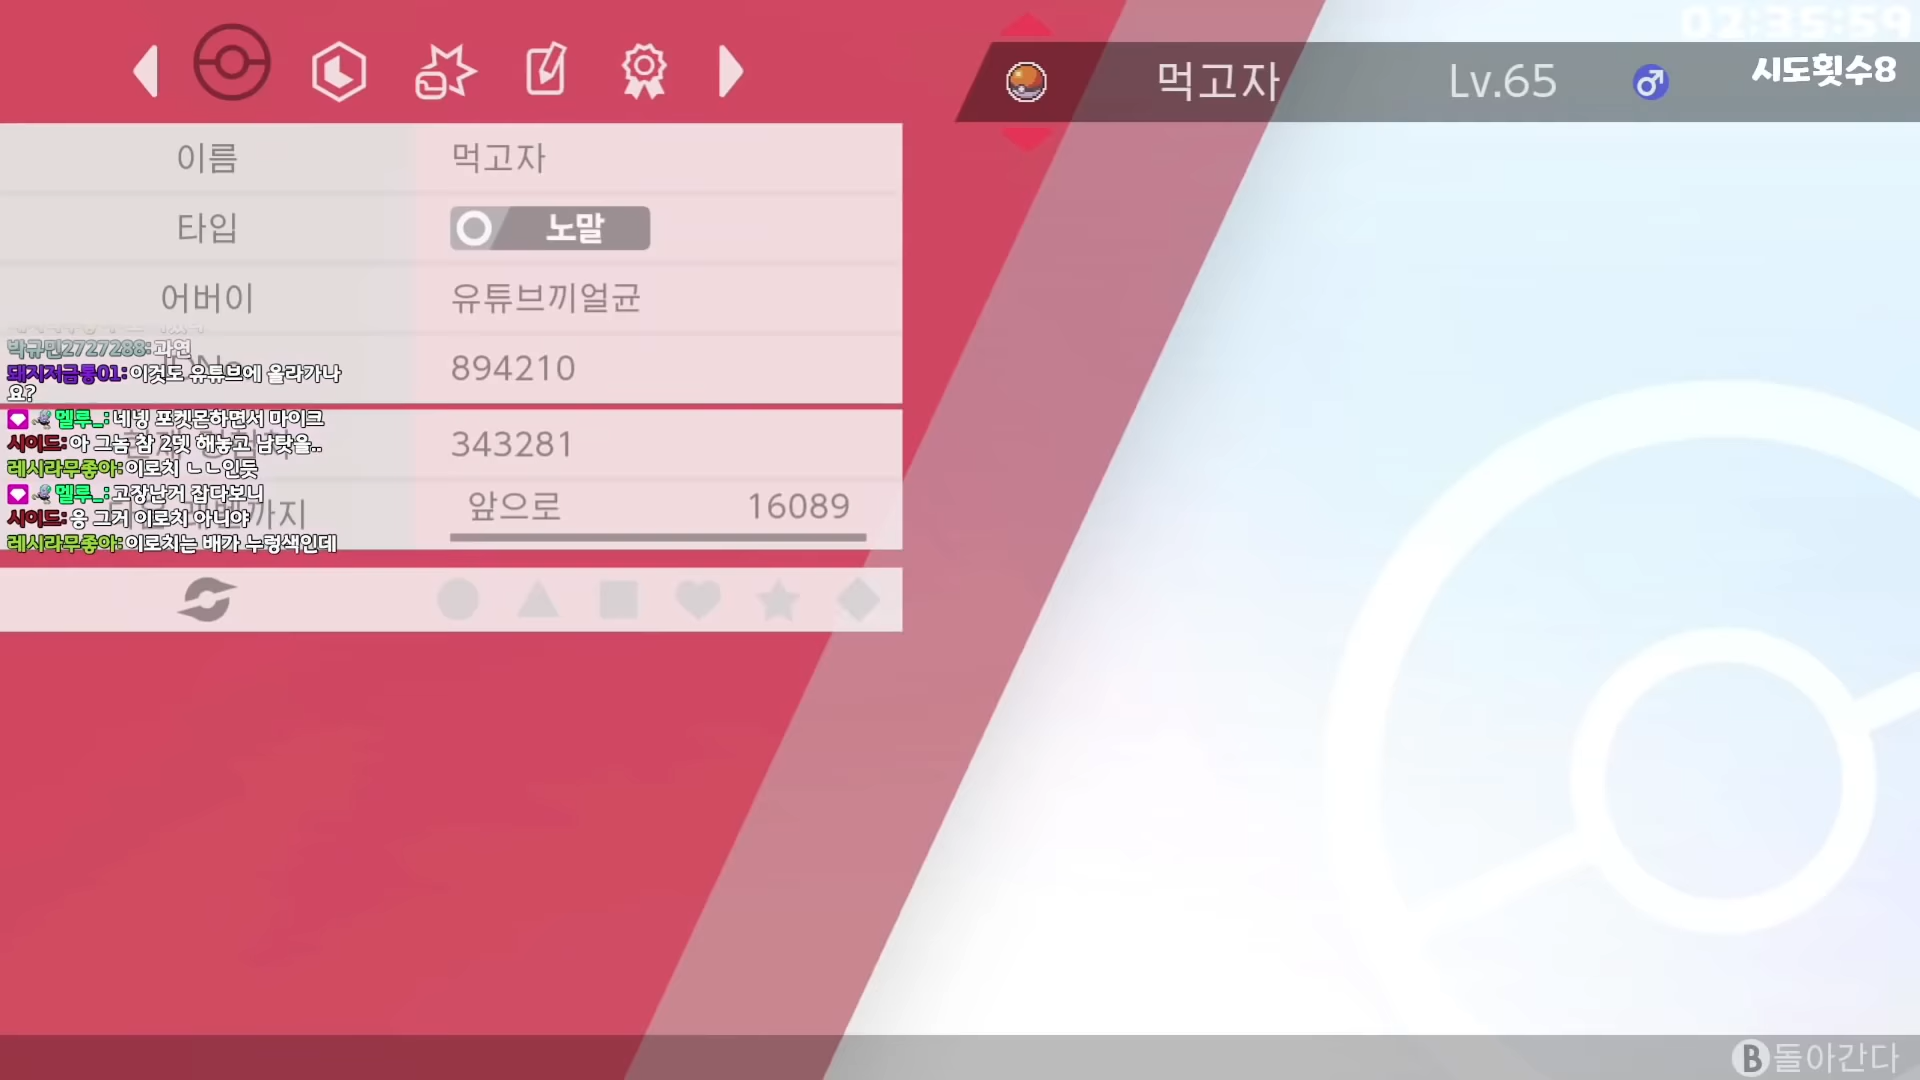 02:35:59
시도횟수8
먹고자 Lv.65
이름 먹고자
타입 노말
어버이 유튜브끼얼균
894210
343281
앞으로 16089
박규민2727288: 과연
돼지저금통01: 이것도 유튜브에 올라가나
요?
멜루_: 네넹 포켓몬하면서 마이크
시이드: 아 그놈 참 2뎃 해놓고 남탓을..
레시라무좋아: 이로치 ㄴㄴ인듯
멜루_: 고장난거 잡다보니
시이드: 응 그거 이로치 아니야
레시라무좋아: 이로치는 배가 누렁색인데
B 돌아간다